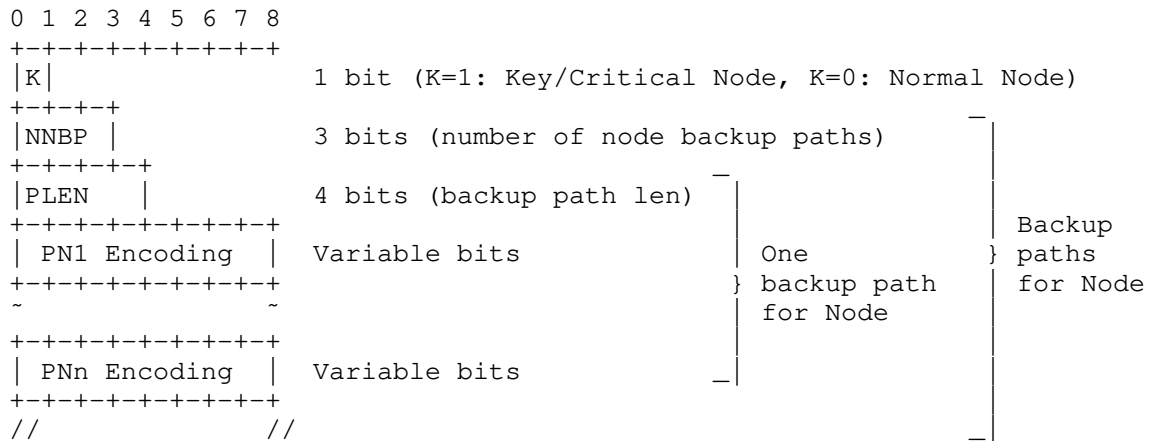 0 1 2 3 4 5 6 7 8
+-+-+-+-+-+-+-+-+
|K|                1 bit (K=1: Key/Critical Node, K=0: Normal Node)
+-+-+-+                                                    _
|NNBP |            3 bits (number of node backup paths)     |
+-+-+-+-+                                   _               |
|PLEN   |          4 bits (backup path len)  |              |
+-+-+-+-+-+-+-+-+                            |              | Backup
| PN1 Encoding  |  Variable bits             | One          } paths
+-+-+-+-+-+-+-+-+                            } backup path  | for Node
~               ~                            | for Node     |
+-+-+-+-+-+-+-+-+                            |              |
| PNn Encoding  |  Variable bits            _|              |
+-+-+-+-+-+-+-+-+                                           |
//              //                                         _|